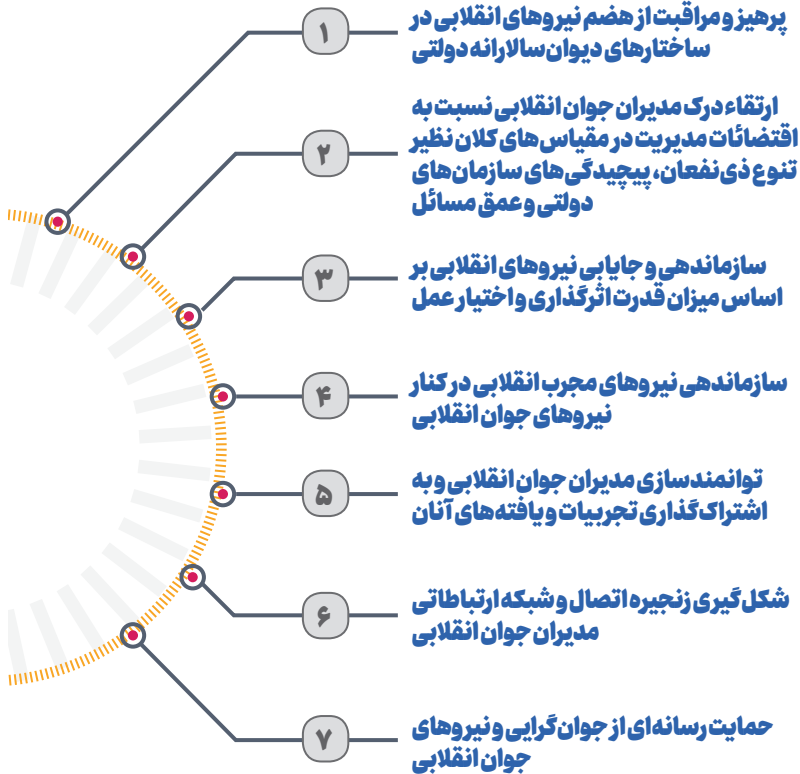 ۱
پرهیز و مراقبت از هضم نیروهای انقلابی در
ساختارهای دیوان‌سالارانه دولتی
۲
ارتقاء درک مدیران جوان انقلابی نسبت به
اقتضائات مدیریت در مقیاس‌های کلان نظیر
تنوع ذی‌نفعان، پیچیدگی‌های سازمان‌های
دولتی و عمق مسائل
۳
سازماندهی و جایابی نیروهای انقلابی بر
اساس میزان قدرت اثرگذاری و اختیار عمل
۴
سازماندهی نیروهای مجرب انقلابی در کنار
نیروهای جوان انقلابی
۵
توانمندسازی مدیران جوان انقلابی و به
اشتراک‌گذاری تجربیات و یافته‌های آنان
۶
شکل‌گیری زنجیره اتصال و شبکه ارتباطاتی
مدیران جوان انقلابی
۷
حمایت رسانه‌ای از جوان‌گرایی و نیروهای
جوان انقلابی